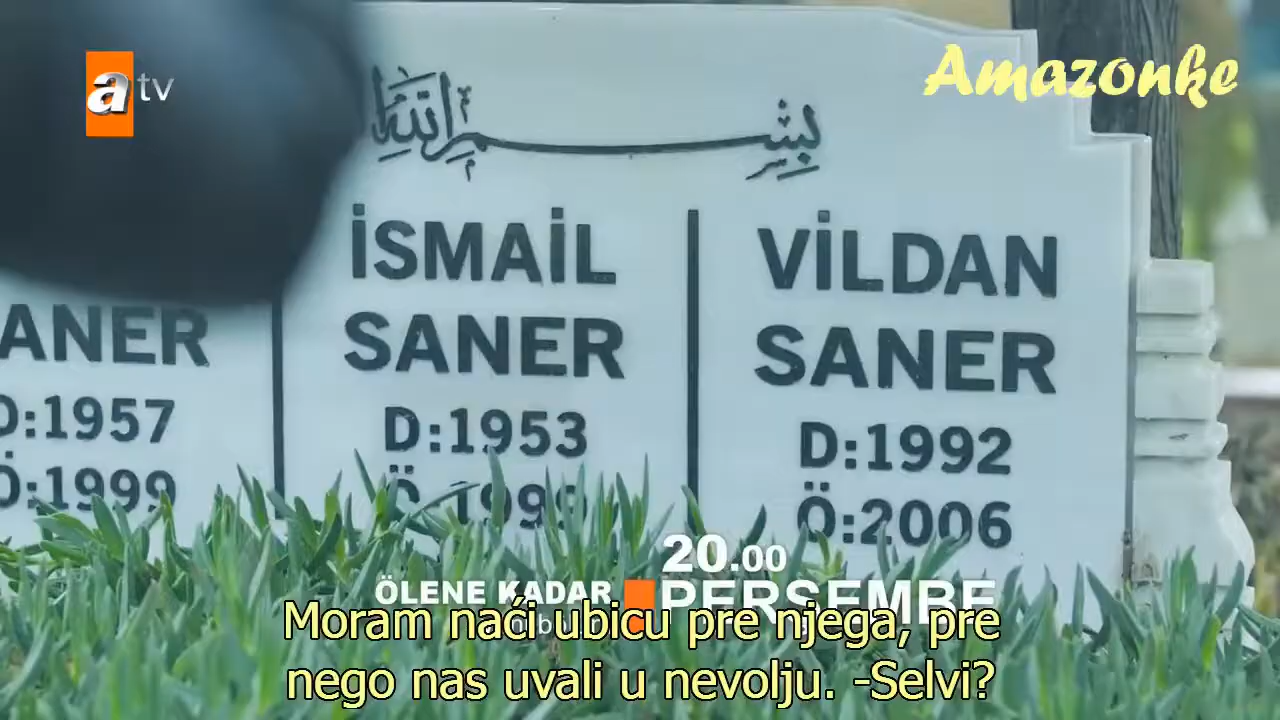 atv
Amazonke
بسم الله
İSMAİL
SANER
VİLDAN
SANER
ANER
D:1957
Ö:1999
D:1953
Ö:1999
D:1992
Ö:2006
20.00
ÖLENE KADAR
PERŞEMBE
Moram naći ubicu pre njega, pre
nego nas uvali u nevolju. -Selvi?